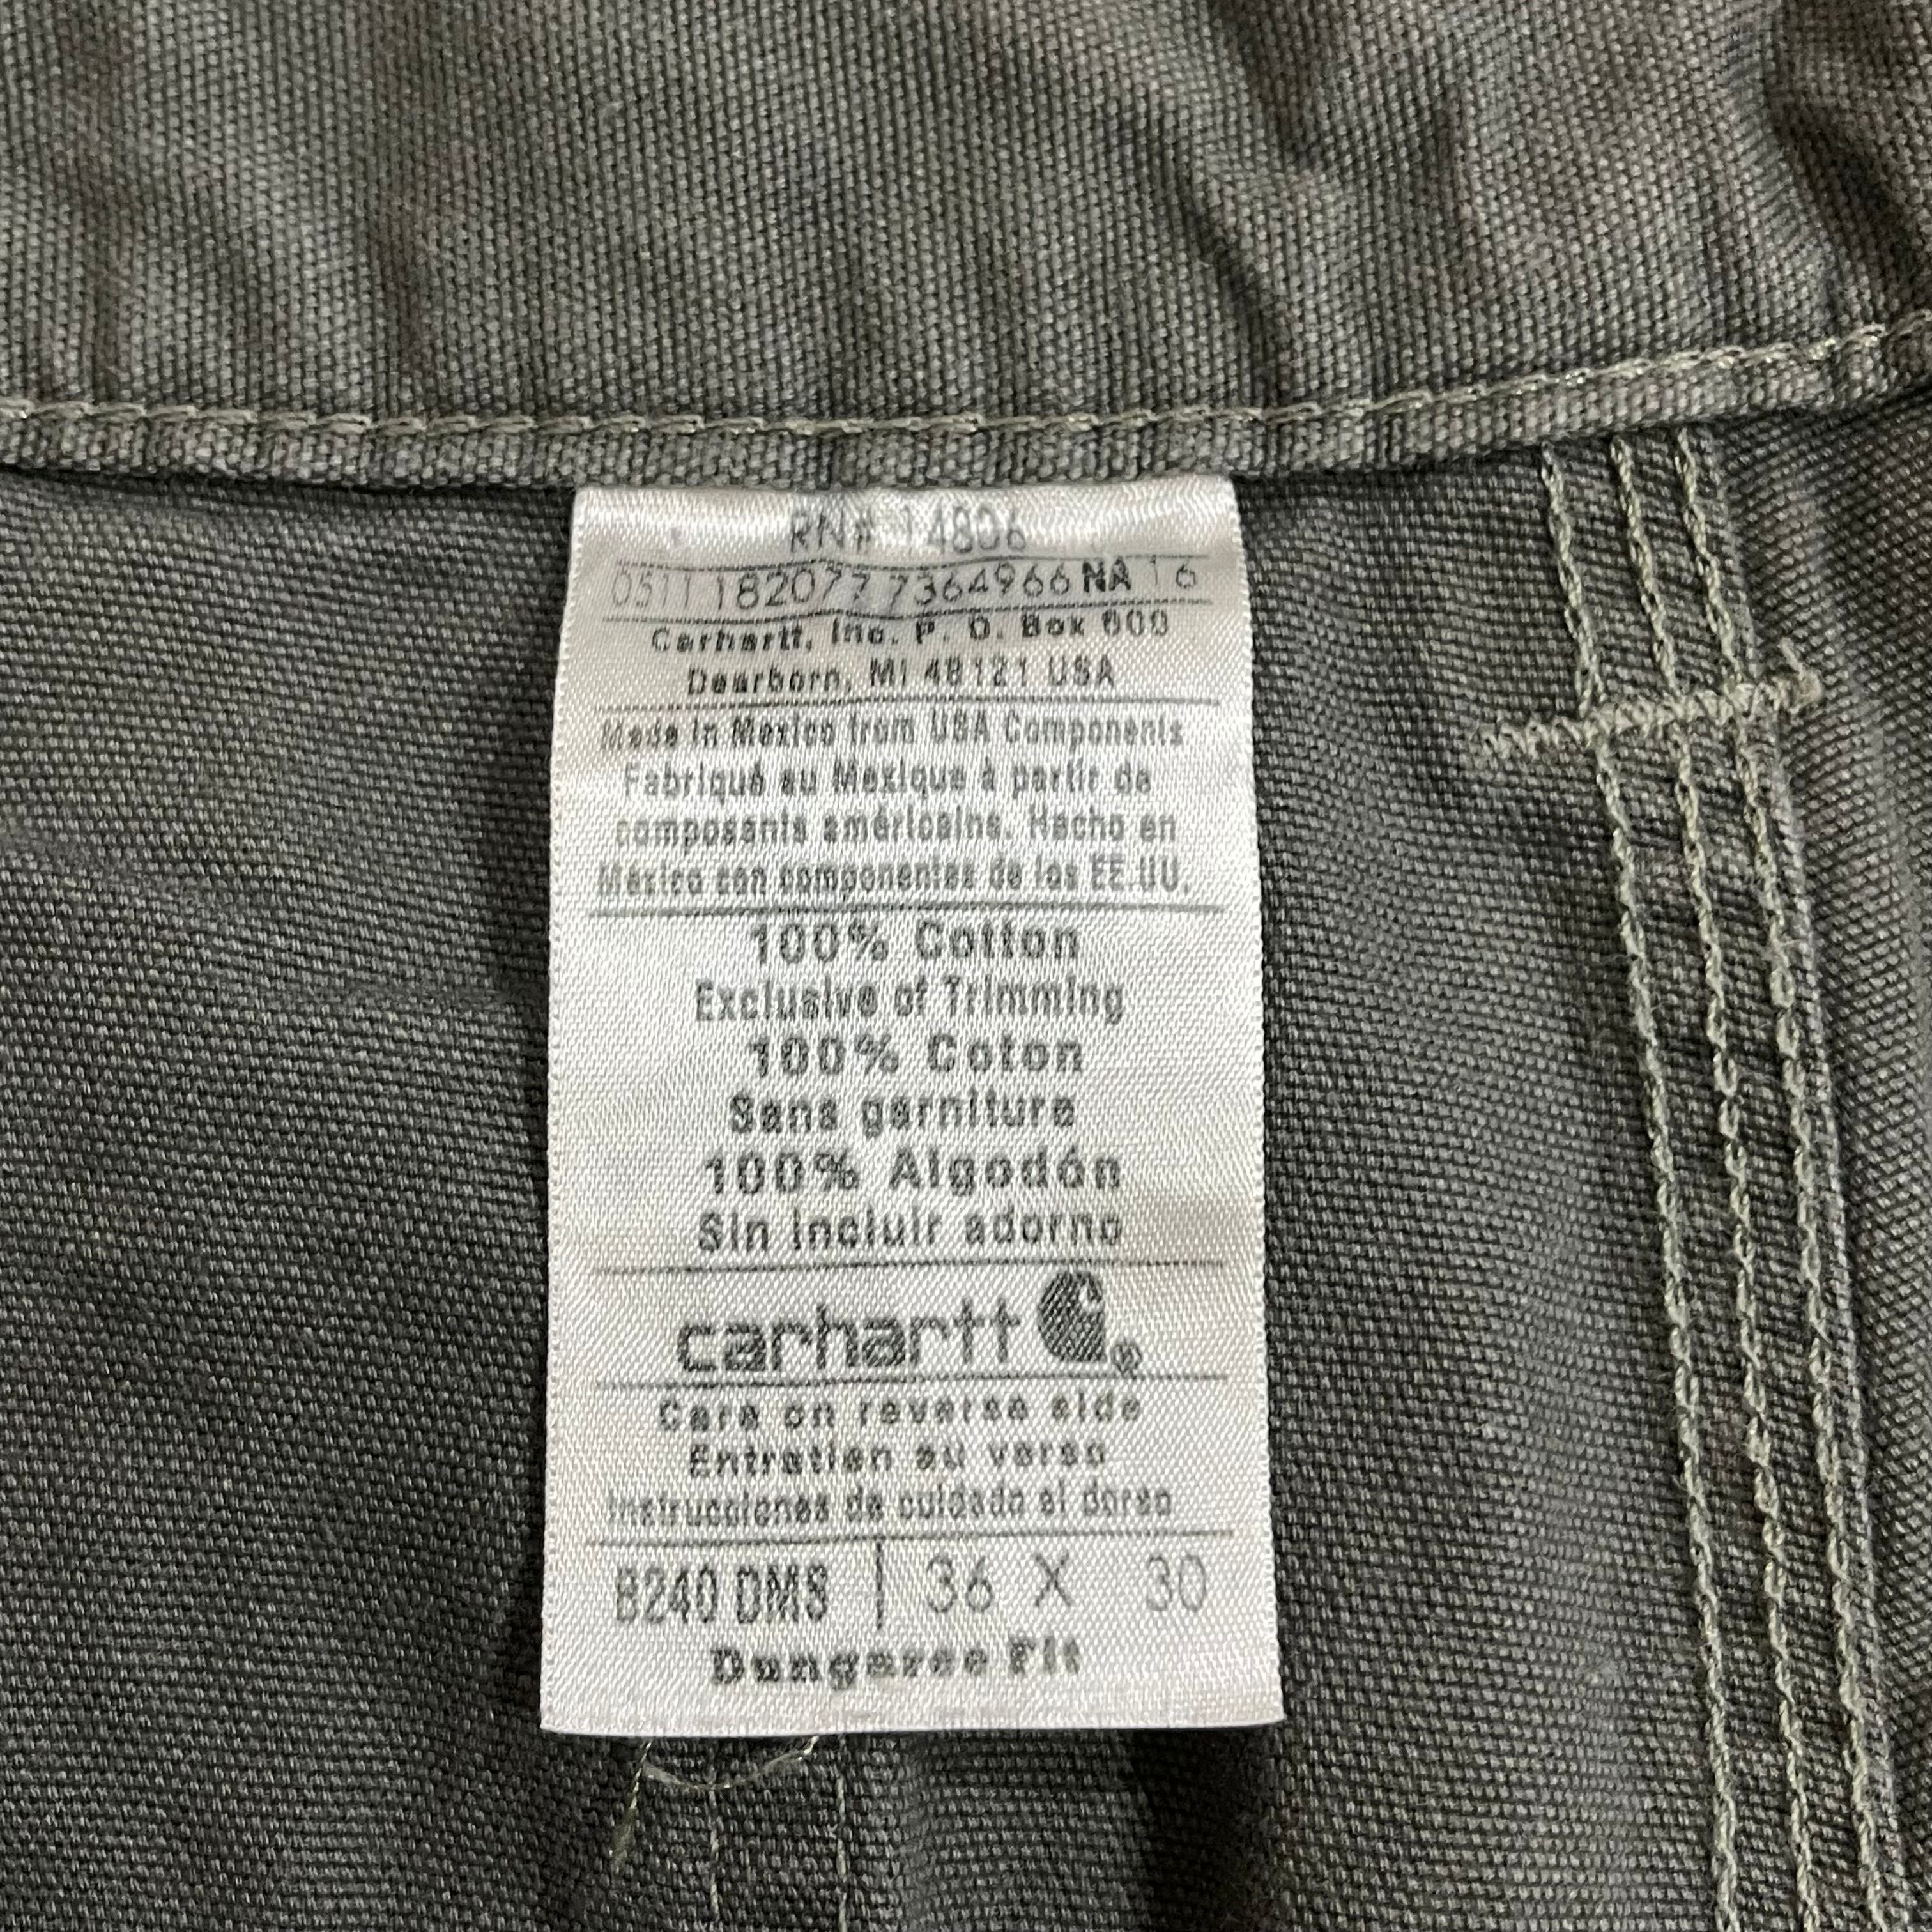 RN# 14806
0511 182077 7364966 NA 16
Carhartt, Inc. P. O. Box 600
Dearborn, MI 48121 USA
Made in Mexico from USA Components
Fabriqué au Mexique à partir de
composants américains. Hecho en
México con componentes de los EE.UU.
100% Cotton
Exclusive of Trimming
100% Coton
Sans garniture
100% Algodón
Sin incluir adorno
carhartt ®
Care on reverse side
Entretien au verso
Instrucciones de cuidado al dorso
B240 DMS | 36 X 30
Dungaree Fit